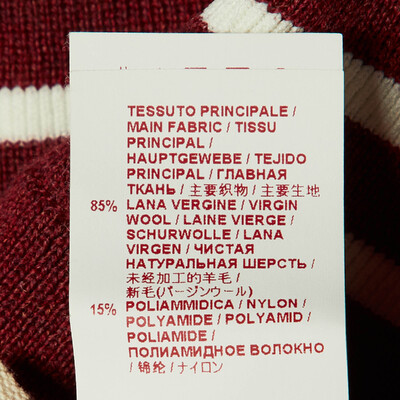 TESSUTO PRINCIPALE /
MAIN FABRIC / TISSU
PRINCIPAL /
HAUPTGEWEBE / TEJIDO
PRINCIPAL / ГЛАВНАЯ
ТКАНЬ / 主要织物 / 主要生地
85% LANA VERGINE / VIRGIN
WOOL / LAINE VIERGE /
SCHURWOLLE / LANA
VIRGEN / ЧИСТАЯ
НАТУРАЛЬНАЯ ШЕРСТЬ /
未经加工的羊毛 /
新毛(バージンウール)
15% POLIAMMIDICA / NYLON /
POLYAMIDE / POLYAMID /
POLIAMIDE /
ПОЛИАМИДНОЕ ВОЛОКНО
/ 锦纶 / ナイロン